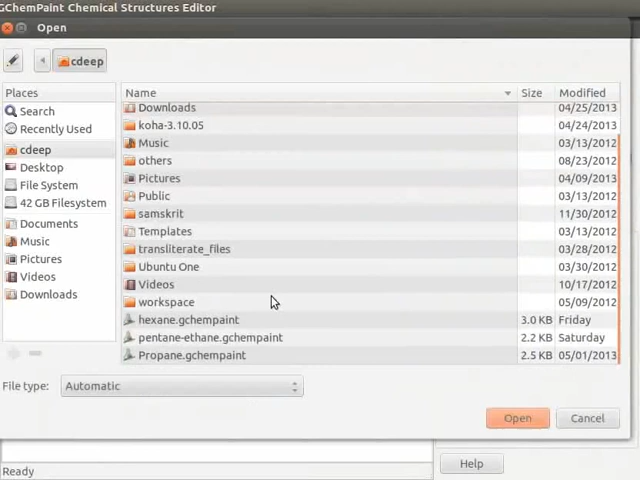 GChemPaint Chemical Structures Editor
Open
cdeep
Places
Name Size Modified
Search
Recently Used
cdeep
Desktop
File System
42 GB Filesystem
Documents
Music
Pictures
Videos
Downloads
Downloads 04/25/2013
koha-3.10.05 04/24/2013
Music 03/13/2012
others 08/23/2012
Pictures 04/09/2013
Public 03/13/2012
samskrit 11/30/2012
Templates 03/13/2012
transliterate_files 03/28/2012
Ubuntu One 03/30/2012
Videos 10/17/2012
workspace 05/09/2012
hexane.gchempaint 3.0 KB Friday
pentane-ethane.gchempaint 2.2 KB Saturday
Propane.gchempaint 2.5 KB 05/01/2013
File type: Automatic
Open Cancel
Help
Ready